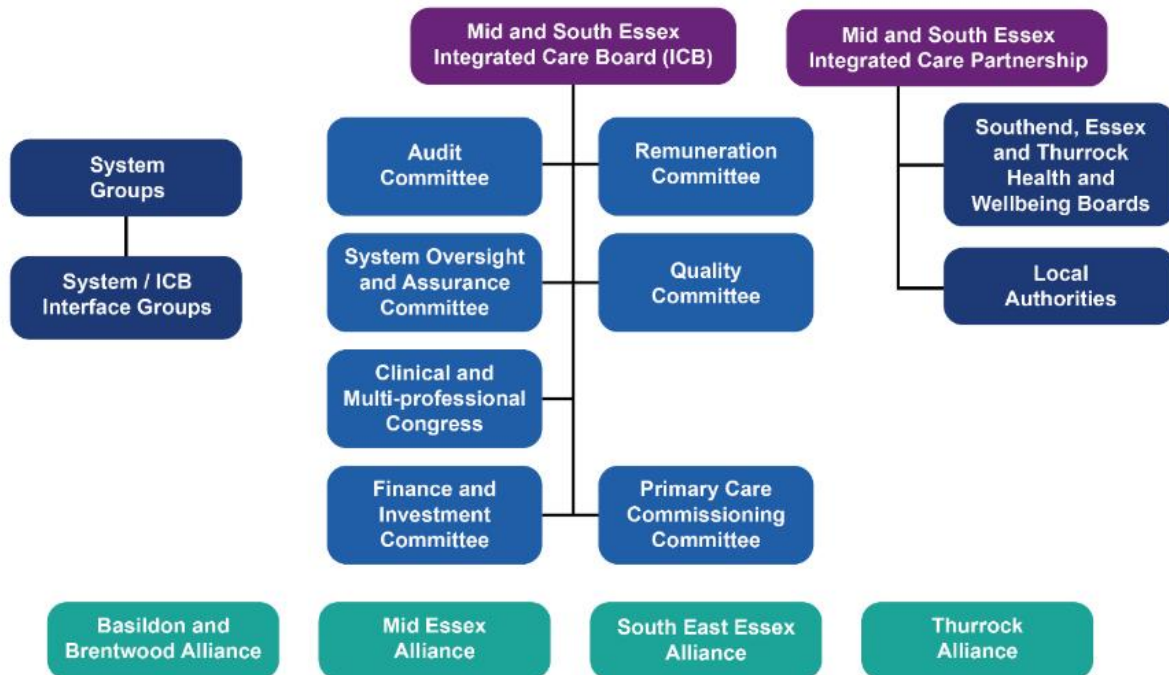 Mid and South Essex
Integrated Care Board (ICB)
Mid and South Essex
Integrated Care Partnership
System
Groups
System / ICB
Interface Groups
Audit
Committee
Remuneration
Committee
System Oversight
and Assurance
Committee
Quality
Committee
Clinical and
Multi-professional
Congress
Finance and
Investment
Committee
Primary Care
Commissioning
Committee
Southend, Essex
and Thurrock
Health and
Wellbeing Boards
Local
Authorities
Basildon and
Brentwood Alliance
Mid Essex
Alliance
South East Essex
Alliance
Thurrock
Alliance